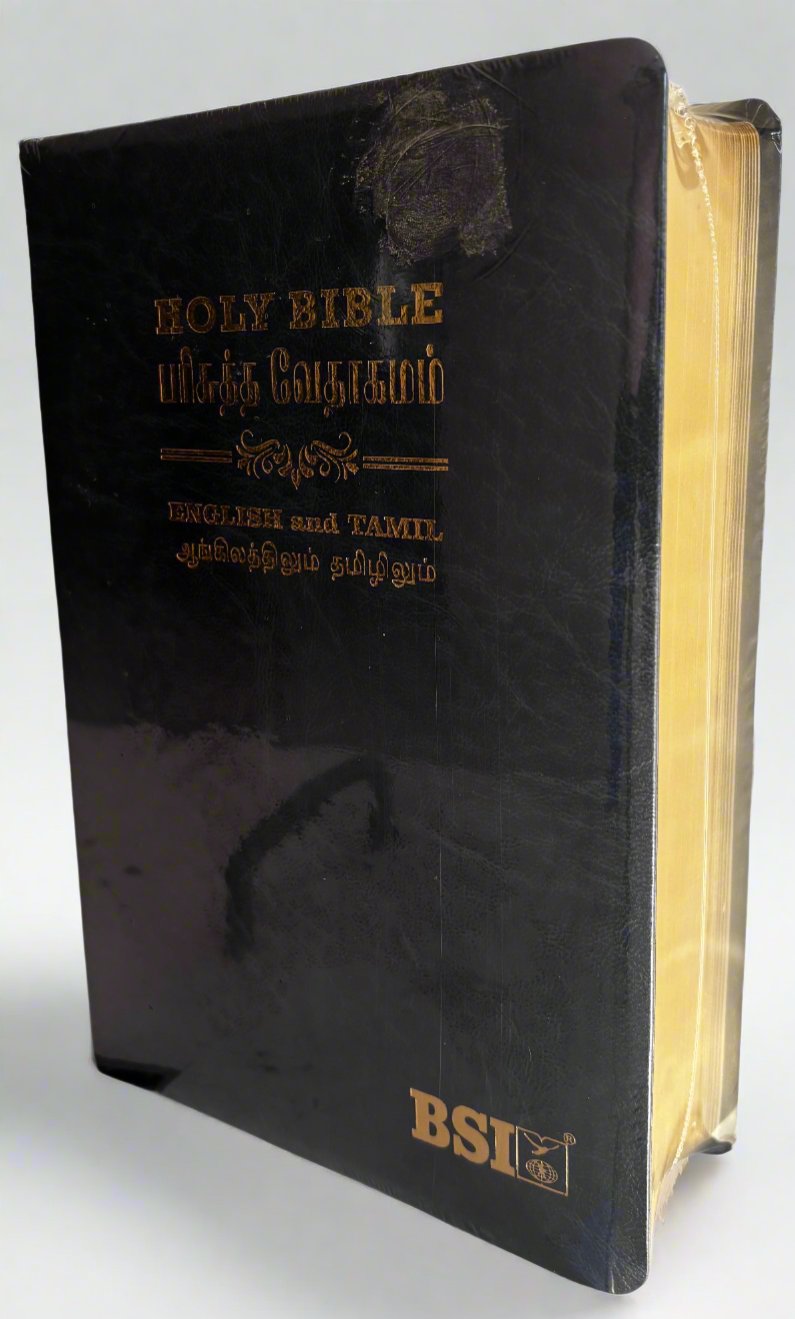 HOLY BIBLE
பரிசுத்த வேதாகமம்
ENGLISH and TAMIL
ஆங்கிலத்திலும் தமிழிலும்
BSI ®